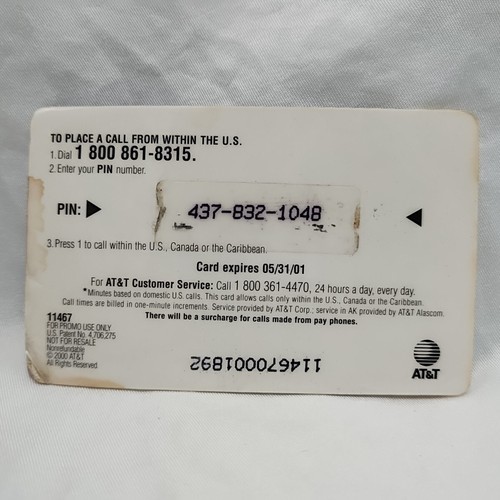 TO PLACE A CALL FROM WITHIN THE U.S.
1. Dial 1 800 861-8315.
2. Enter your PIN number.
PIN: ▶ 437-832-1048 ◀
3. Press 1 to call within the U.S., Canada or the Caribbean.
Card expires 05/31/01
For AT&T Customer Service: Call 1 800 361-4470, 24 hours a day, every day.
*Minutes based on domestic U.S. calls. This card allows calls only within the U.S., Canada or the Caribbean.
Call times are billed in one-minute increments. Service provided by AT&T Corp.; service in AK provided by AT&T Alascom.
There will be a surcharge for calls made from pay phones.
11467
FOR PROMO USE ONLY
U.S. Patent No. 4,706,275
NOT FOR RESALE
Nonrefundable
© 2000 AT&T
All Rights Reserved
114670001892
AT&T